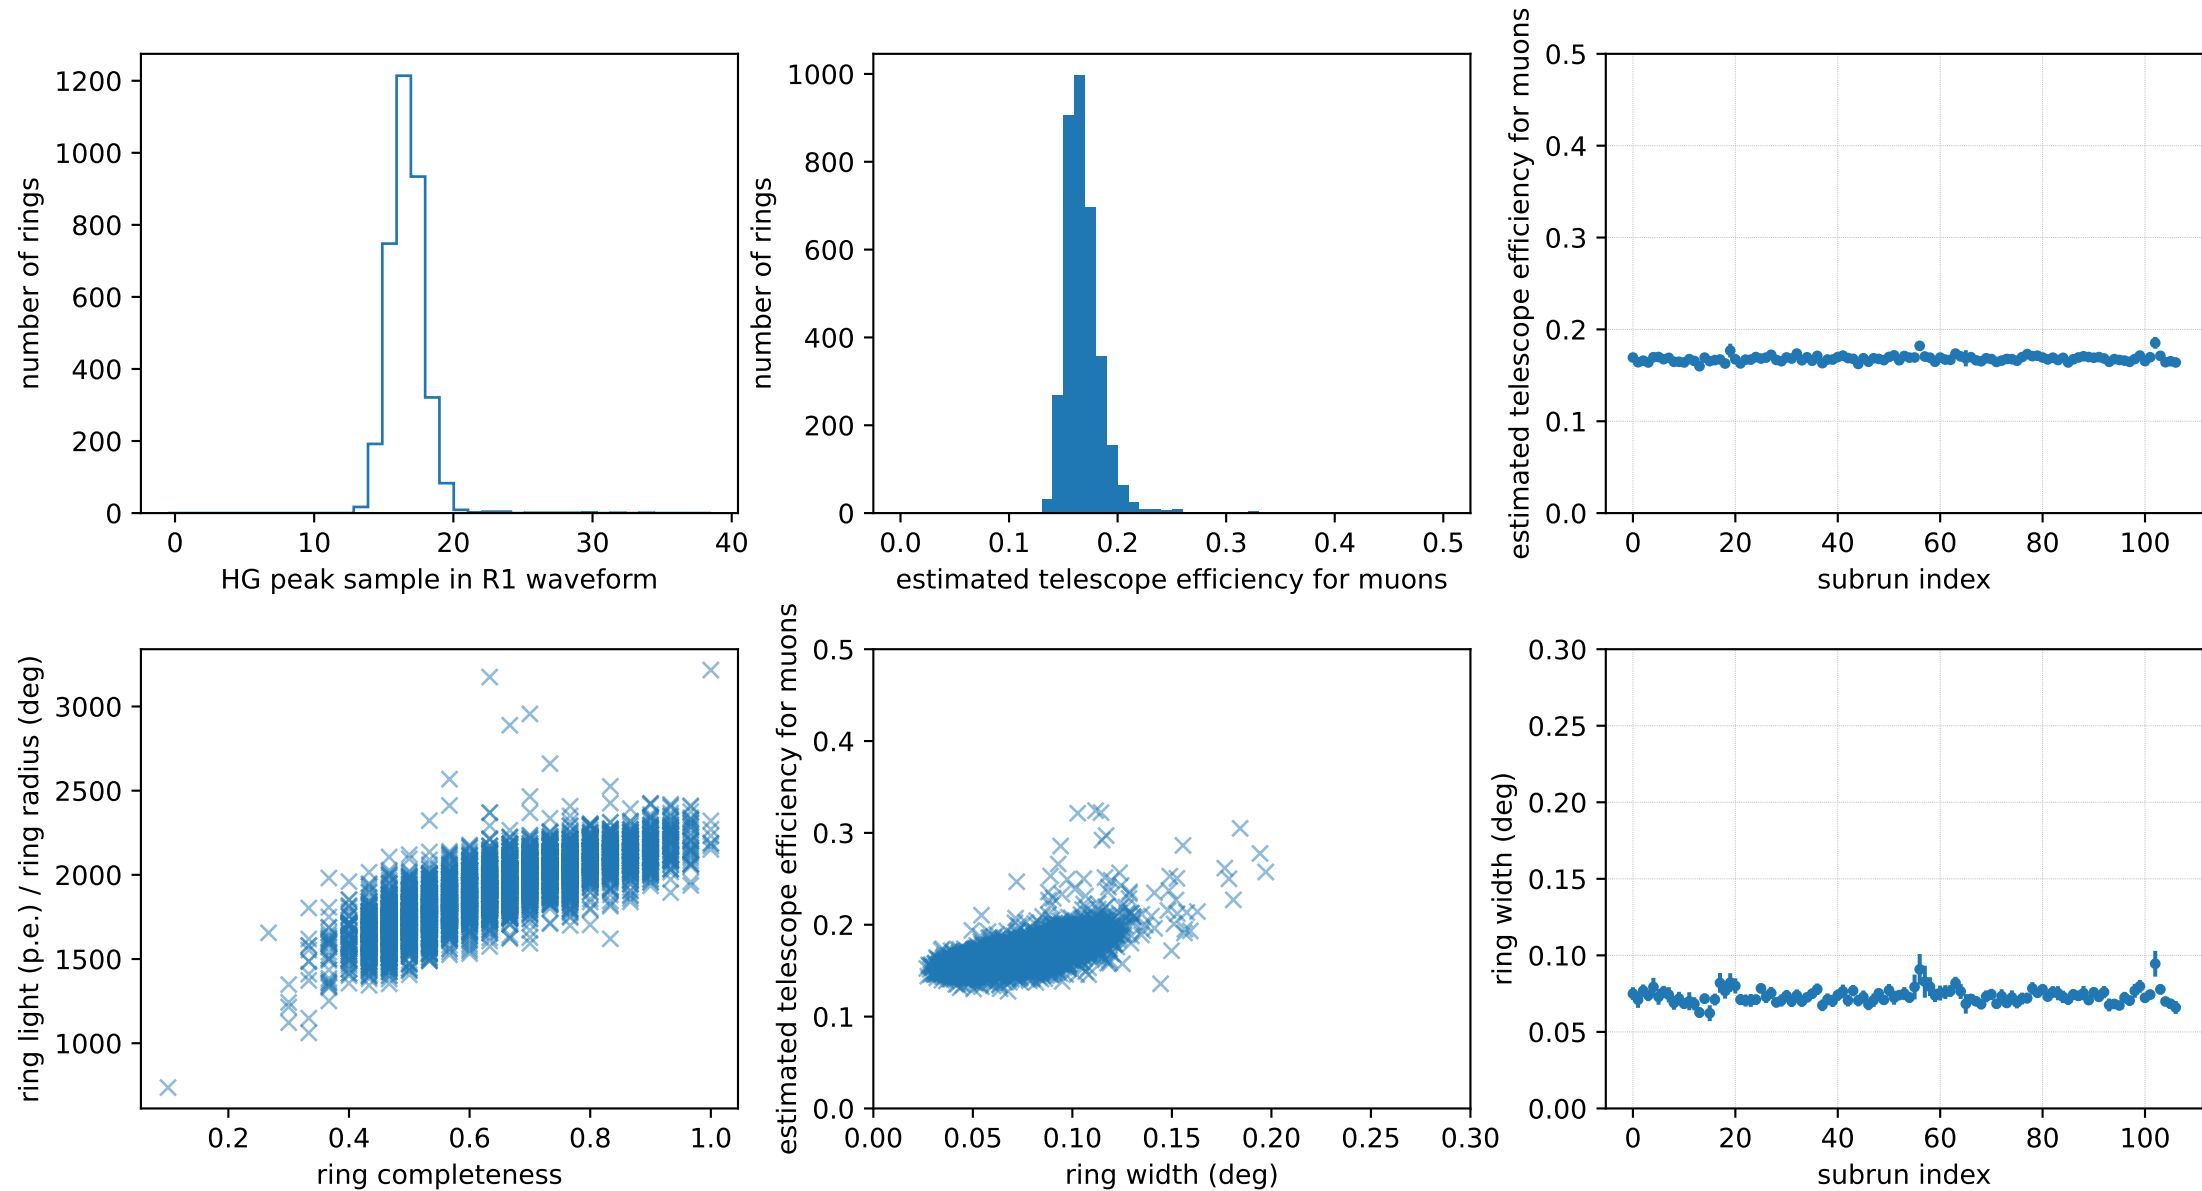 number of rings
1200
1000
800
600
400
200
0
0 10 20 30 40
HG peak sample in R1 waveform
number of rings
1000
800
600
400
200
0
0.0 0.1 0.2 0.3 0.4 0.5
estimated telescope efficiency for muons
estimated telescope efficiency for muons
0.5
0.4
0.3
0.2
0.1
0.0
0 20 40 60 80 100
subrun index
ring light (p.e.) / ring radius (deg)
3000
2500
2000
1500
1000
0.2 0.4 0.6 0.8 1.0
ring completeness
estimated telescope efficiency for muons
0.5
0.4
0.3
0.2
0.1
0.0
0.00 0.05 0.10 0.15 0.20 0.25 0.30
ring width (deg)
ring width (deg)
0.30
0.25
0.20
0.15
0.10
0.05
0.00
0 20 40 60 80 100
subrun index